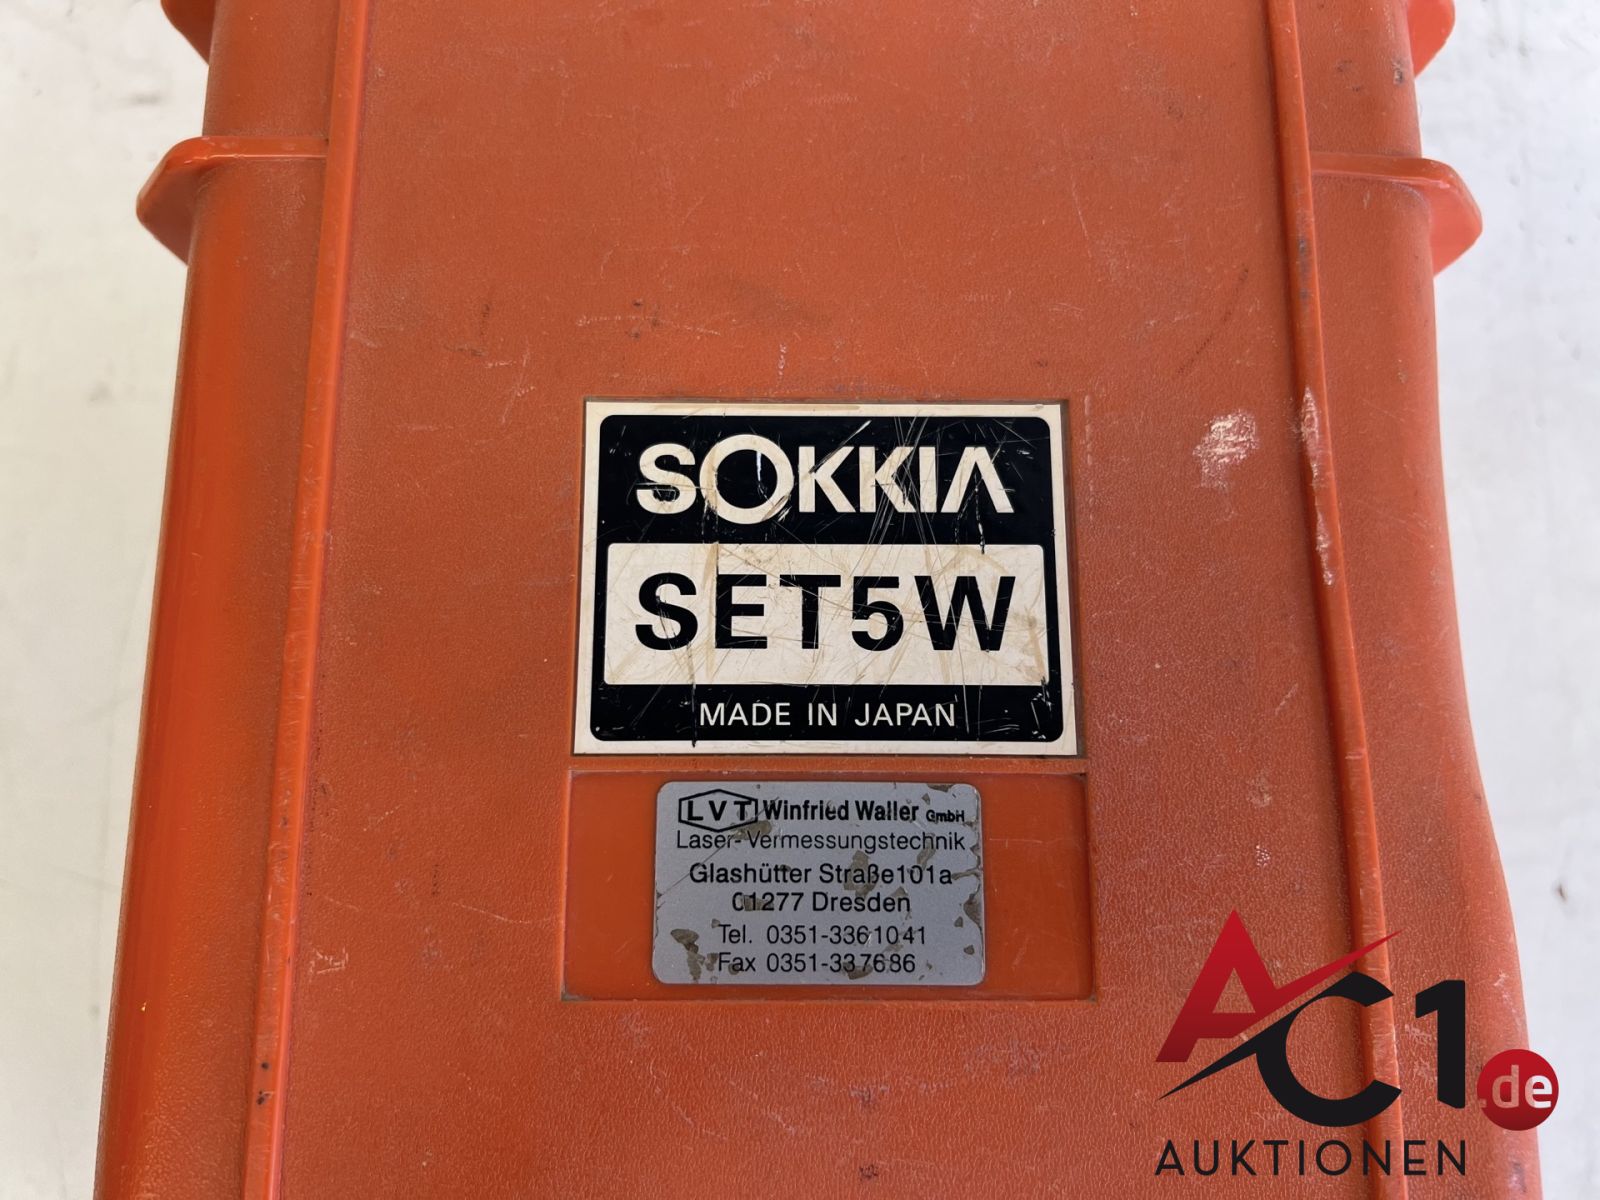 SOKKIA
SET5W
MADE IN JAPAN
LVT Winfried Waller GmbH
Laser-Vermessungstechnik
Glashütter Straße101a
01277 Dresden
Tel. 0351-3361041
Fax 0351-337686
AC1.de
AUKTIONEN